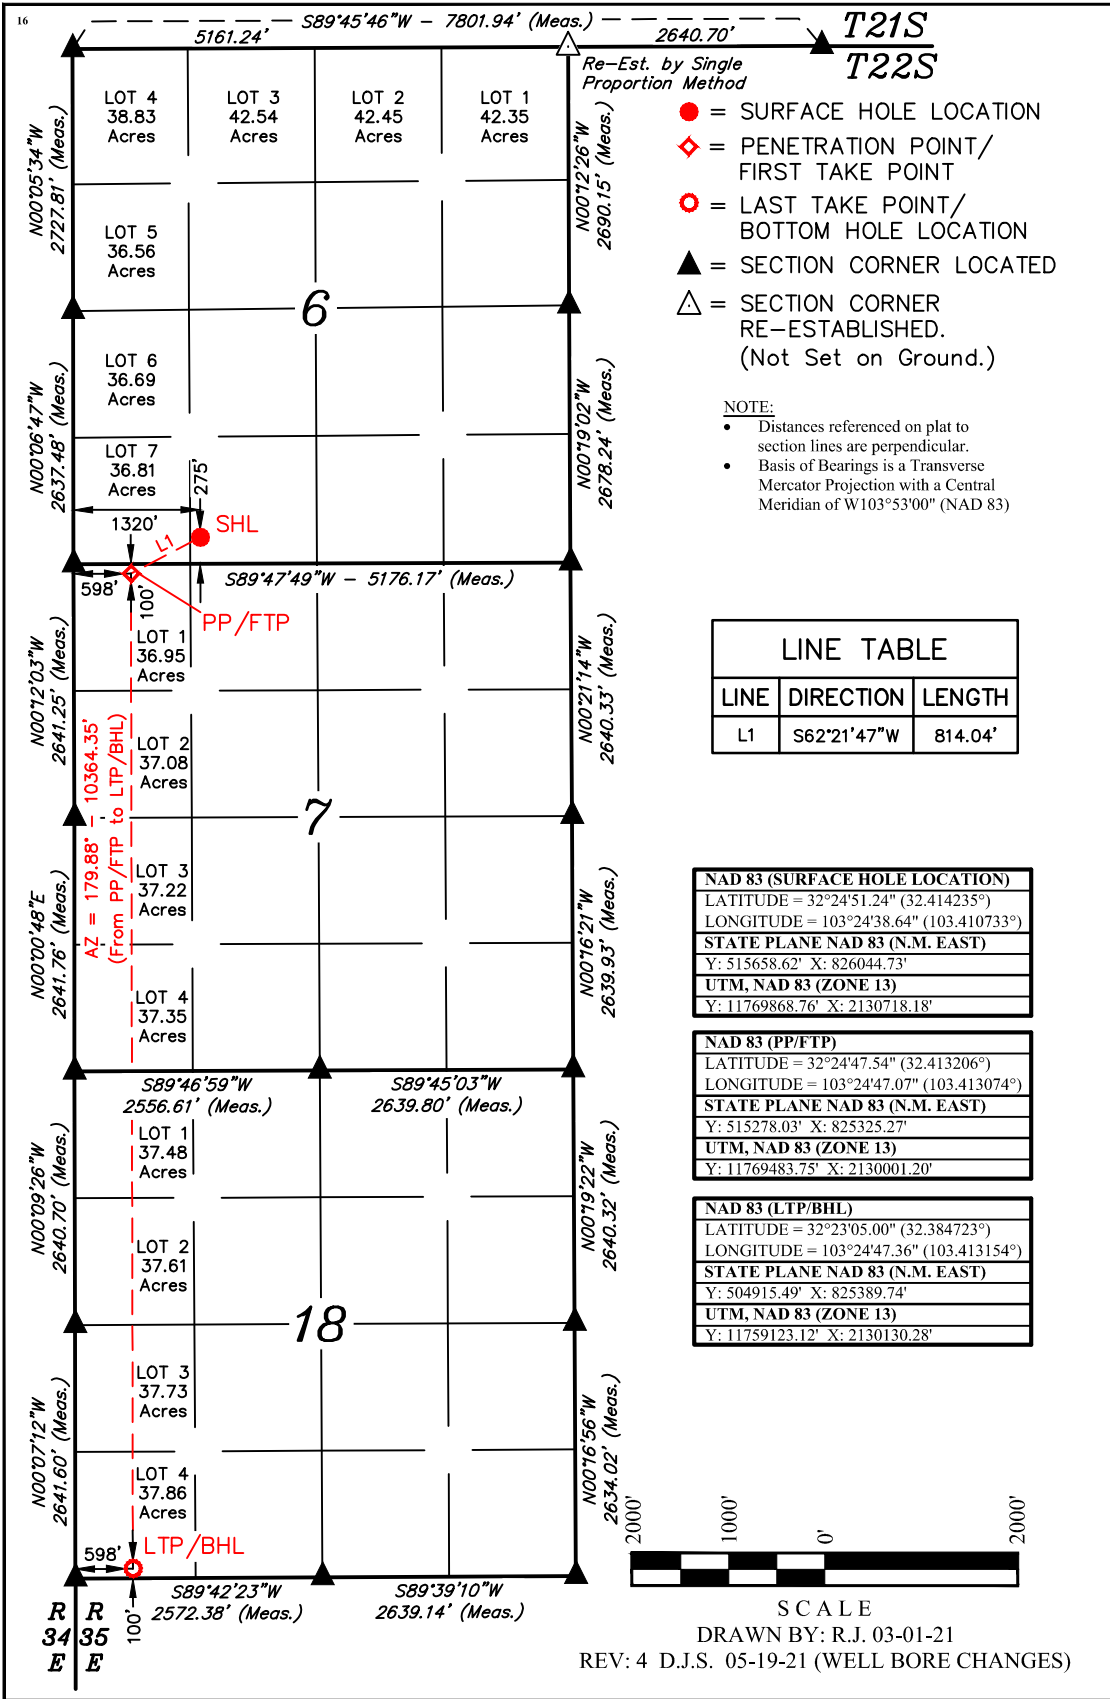 16
S89°45'46"W - 7801.94' (Meas.)
5161.24'
2640.70'
T21S
T22S
Re-Est. by Single
Proportion Method
LOT 4
38.83
Acres
LOT 3
42.54
Acres
LOT 2
42.45
Acres
LOT 1
42.35
Acres
N00°05'34"W
2727.81' (Meas.)
N00°12'26"W
2690.15' (Meas.)
LOT 5
36.56
Acres
6
LOT 6
36.69
Acres
LOT 7
36.81
Acres
N00°06'47"W
2637.48' (Meas.)
N00°19'02"W
2678.24' (Meas.)
275'
1320'
SHL
L1
598'
100'
S89°47'49"W - 5176.17' (Meas.)
PP/FTP
= SURFACE HOLE LOCATION
= PENETRATION POINT/
FIRST TAKE POINT
= LAST TAKE POINT/
BOTTOM HOLE LOCATION
= SECTION CORNER LOCATED
= SECTION CORNER
RE-ESTABLISHED.
(Not Set on Ground.)
NOTE:
• Distances referenced on plat to
section lines are perpendicular.
• Basis of Bearings is a Transverse
Mercator Projection with a Central
Meridian of W103°53'00" (NAD 83)
LOT 1
36.95
Acres
N00°12'03"W
2641.25' (Meas.)
N00°21'14"W
2640.33' (Meas.)
LOT 2
37.08
Acres
AZ = 179.88° - 10364.35'
(From PP/FTP to LTP/BHL)
7
LOT 3
37.22
Acres
N00°00'48"E
2641.76' (Meas.)
N00°16'21"W
2639.93' (Meas.)
LOT 4
37.35
Acres
S89°46'59"W
2556.61' (Meas.)
S89°45'03"W
2639.80' (Meas.)
LINE TABLE
LINE DIRECTION LENGTH
L1 S62°21'47"W 814.04'
NAD 83 (SURFACE HOLE LOCATION)
LATITUDE = 32°24'51.24" (32.414235°)
LONGITUDE = 103°24'38.64" (103.410733°)
STATE PLANE NAD 83 (N.M. EAST)
Y: 515658.62' X: 826044.73'
UTM, NAD 83 (ZONE 13)
Y: 11769868.76' X: 2130718.18'
NAD 83 (PP/FTP)
LATITUDE = 32°24'47.54" (32.413206°)
LONGITUDE = 103°24'47.07" (103.413074°)
STATE PLANE NAD 83 (N.M. EAST)
Y: 515278.03' X: 825325.27'
UTM, NAD 83 (ZONE 13)
Y: 11769483.75' X: 2130001.20'
NAD 83 (LTP/BHL)
LATITUDE = 32°23'05.00" (32.384723°)
LONGITUDE = 103°24'47.36" (103.413154°)
STATE PLANE NAD 83 (N.M. EAST)
Y: 504915.49' X: 825389.74'
UTM, NAD 83 (ZONE 13)
Y: 11759123.12' X: 2130130.28'
LOT 1
37.48
Acres
N00°09'26"W
2640.70' (Meas.)
N00°19'22"W
2640.32' (Meas.)
LOT 2
37.61
Acres
18
LOT 3
37.73
Acres
N00°07'12"W
2641.60' (Meas.)
N00°16'56"W
2634.02' (Meas.)
LOT 4
37.86
Acres
LTP/BHL
598'
100'
S89°42'23"W
2572.38' (Meas.)
S89°39'10"W
2639.14' (Meas.)
R R
34 35
E E
2000'
1000'
0'
2000'
SCALE
DRAWN BY: R.J. 03-01-21
REV: 4 D.J.S. 05-19-21 (WELL BORE CHANGES)